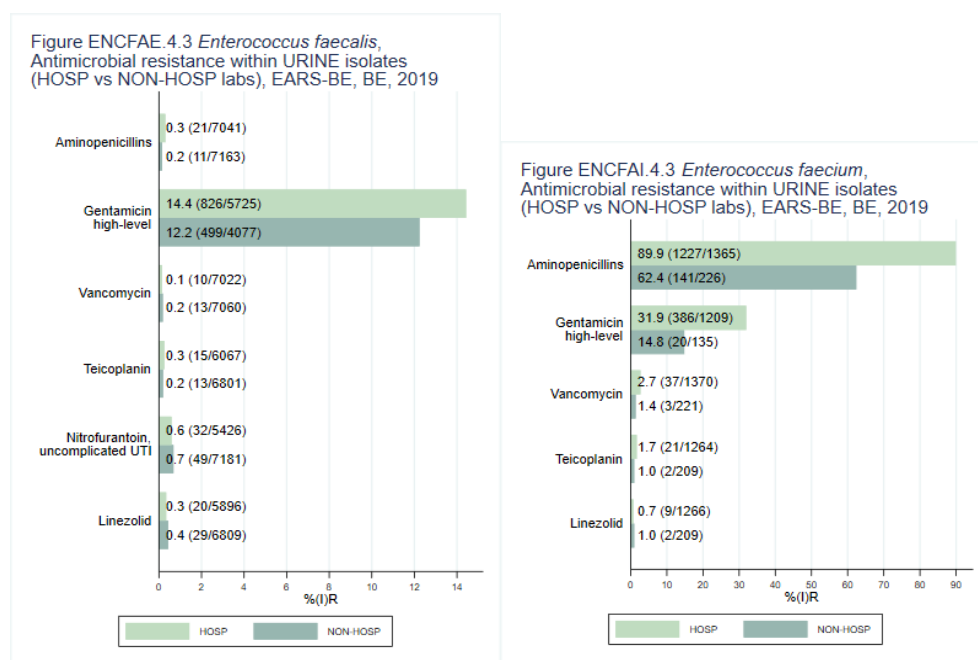 Figure ENCFAE.4.3 Enterococcus faecalis,
Antimicrobial resistance within URINE isolates
(HOSP vs NON-HOSP labs), EARS-BE, BE, 2019
Aminopenicillins
0.3 (21/7041)
0.2 (11/7163)
Gentamicin
high-level
14.4 (826/5725)
12.2 (499/4077)
Vancomycin
0.1 (10/7022)
0.2 (13/7060)
Teicoplanin
0.3 (15/6067)
0.2 (13/6801)
Nitrofurantoin,
uncomplicated UTI
0.6 (32/5426)
0.7 (49/7181)
Linezolid
0.3 (20/5896)
0.4 (29/6809)
0 2 4 6 8 10 12 14
%(I)R
HOSP NON-HOSP
Figure ENCFAI.4.3 Enterococcus faecium,
Antimicrobial resistance within URINE isolates
(HOSP vs NON-HOSP labs), EARS-BE, BE, 2019
Aminopenicillins
89.9 (1227/1365)
62.4 (141/226)
Gentamicin
high-level
31.9 (386/1209)
14.8 (20/135)
Vancomycin
2.7 (37/1370)
1.4 (3/221)
Teicoplanin
1.7 (21/1264)
1.0 (2/209)
Linezolid
0.7 (9/1266)
1.0 (2/209)
0 10 20 30 40 50 60 70 80 90
%(I)R
HOSP NON-HOSP